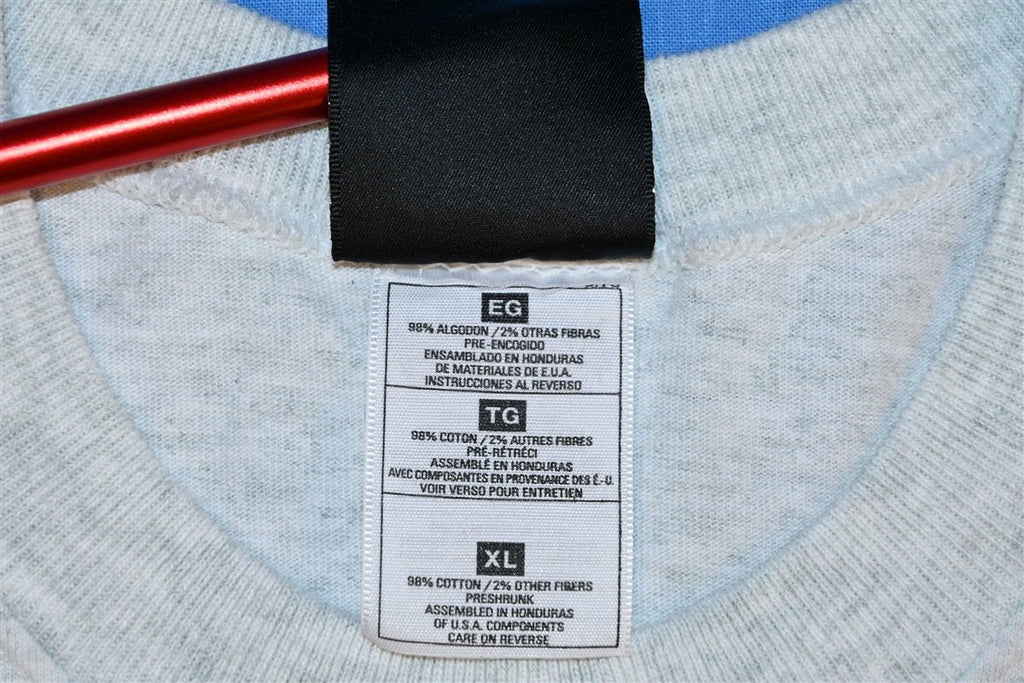 EG
98% ALGODON / 2% OTRAS FIBRAS
PRE-ENCOGIDO
ENSAMBLADO EN HONDURAS
DE MATERIALES DE E.U.A.
INSTRUCCIONES AL REVERSO
TG
98% COTON / 2% AUTRES FIBRES
PRÉ-RÉTRÉCI
ASSEMBLÉ EN HONDURAS
AVEC COMPOSANTES EN PROVENANCE DES É.-U.
VOIR VERSO POUR ENTRETIEN
XL
98% COTTON / 2% OTHER FIBERS
PRESHRUNK
ASSEMBLED IN HONDURAS
OF U.S.A. COMPONENTS
CARE ON REVERSE